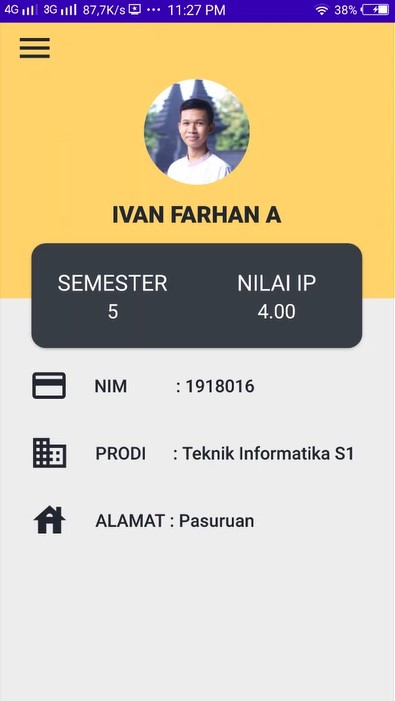 4G 3G 87,7K/s ··· 11:27 PM 38%
IVAN FARHAN A
SEMESTER NILAI IP
5 4.00
NIM : 1918016
PRODI : Teknik Informatika S1
ALAMAT : Pasuruan